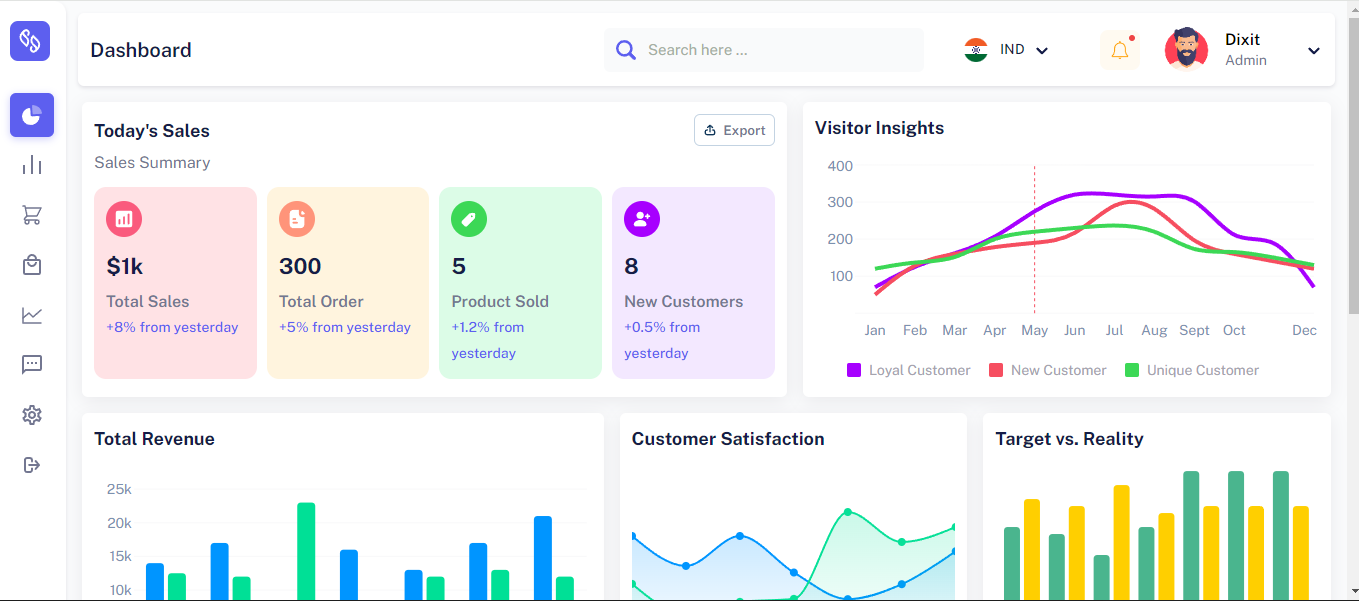 Dashboard
Search here ...
IND
Dixit
Admin
Today's Sales
Export
Sales Summary
$1k
Total Sales
+8% from yesterday
300
Total Order
+5% from yesterday
5
Product Sold
+1.2% from
yesterday
8
New Customers
+0.5% from
yesterday
Visitor Insights
400
300
200
100
Jan Feb Mar Apr May Jun Jul Aug Sept Oct Dec
Loyal Customer New Customer Unique Customer
Total Revenue
25k
20k
15k
10k
Customer Satisfaction
Target vs. Reality